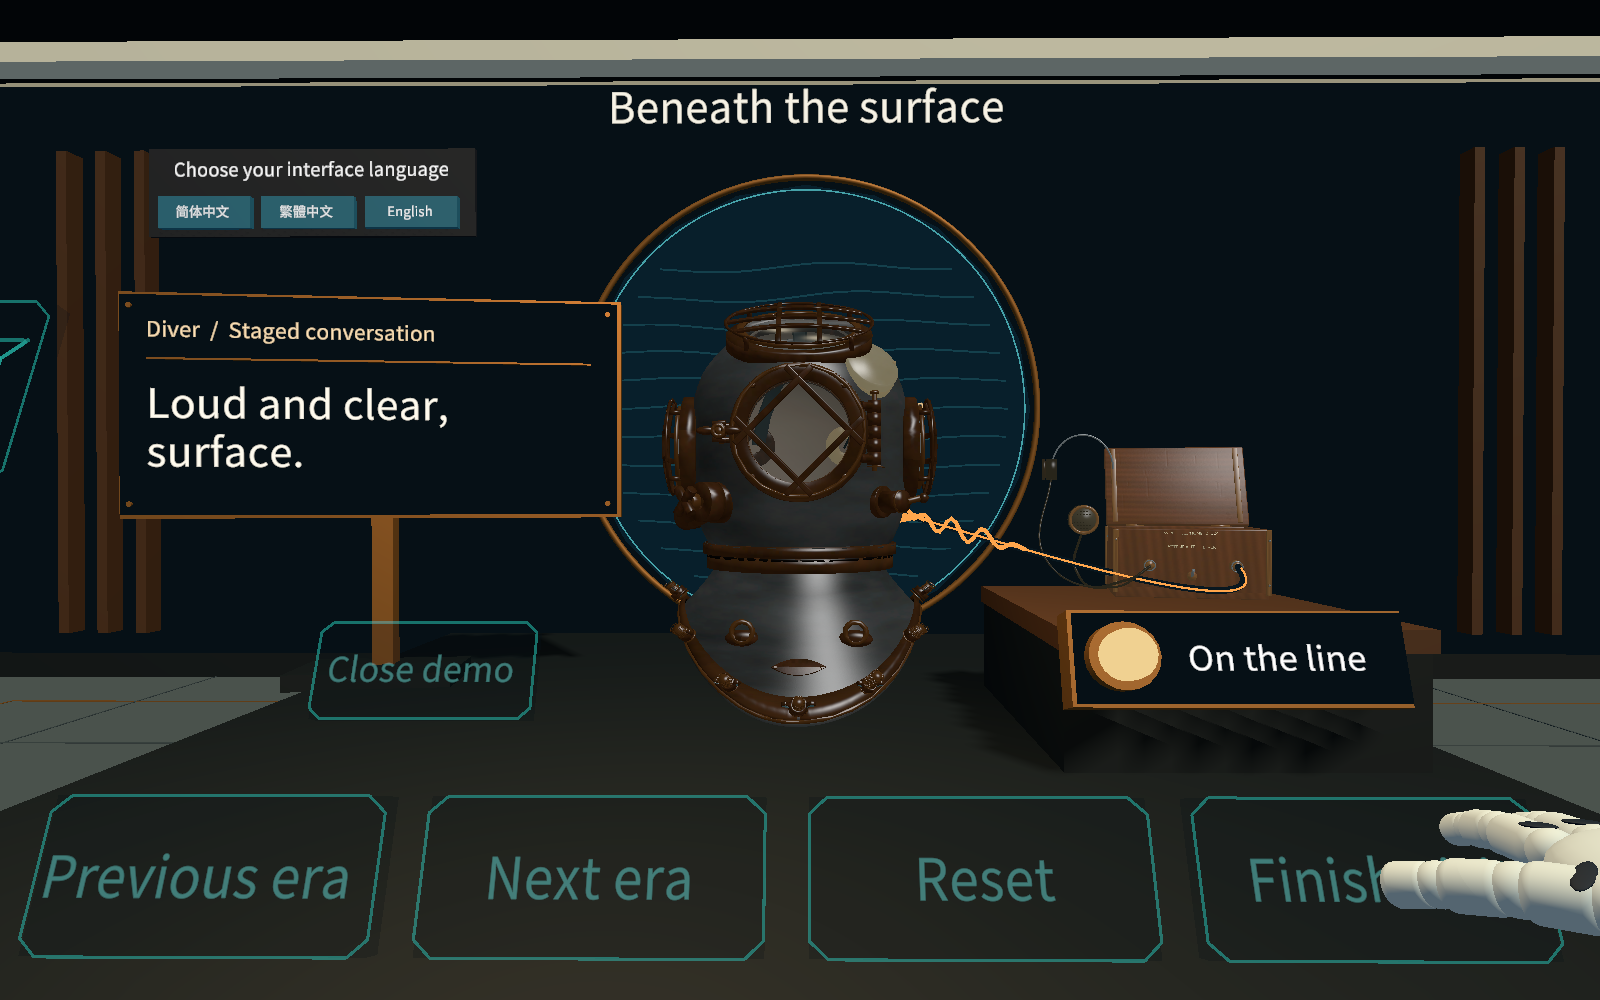 Beneath the surface
Choose your interface language
简体中文
繁體中文
English
Diver / Staged conversation
Loud and clear,
surface.
On the line
Close demo
Previous era
Next era
Reset